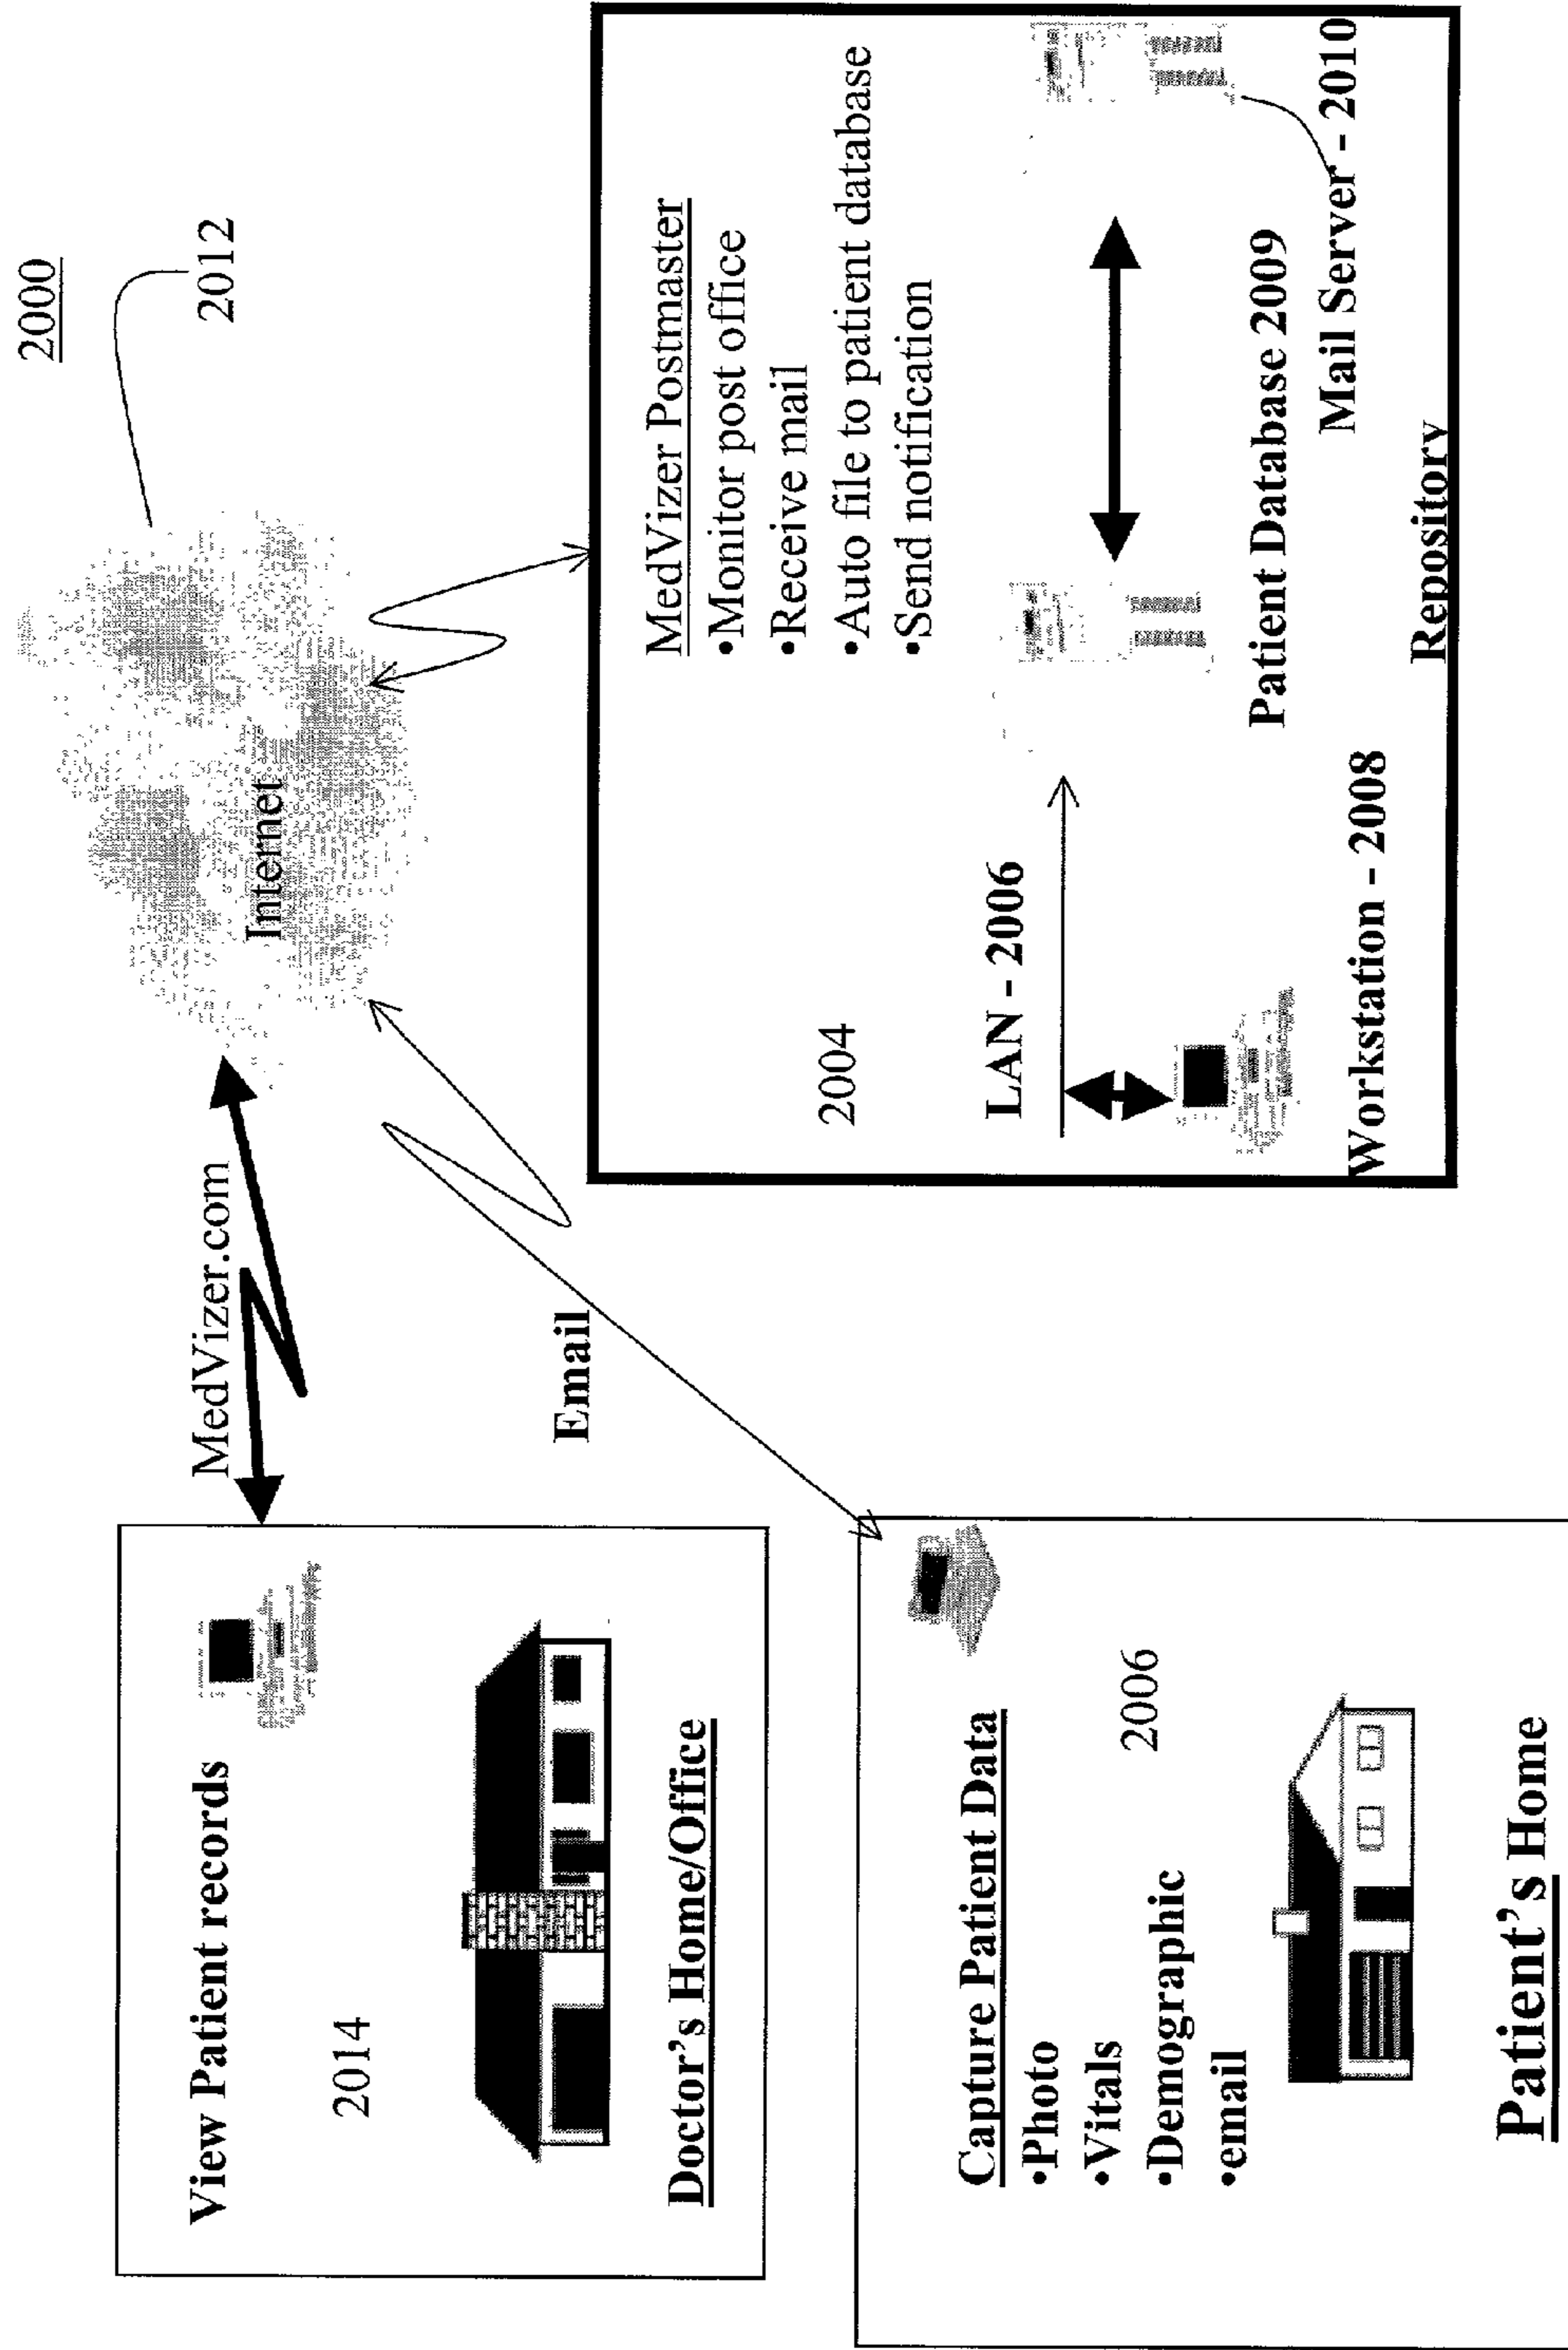 2000
2012
Internet
MedVizer.com
Email
View Patient records
2014
Doctor's Home/Office
Capture Patient Data
•Photo
•Vitals
•Demographic
•email
2006
Patient's Home
MedVizer Postmaster
•Monitor post office
•Receive mail
•Auto file to patient database
•Send notification
2004
LAN - 2006
Workstation - 2008
Patient Database 2009
Mail Server - 2010
Repository